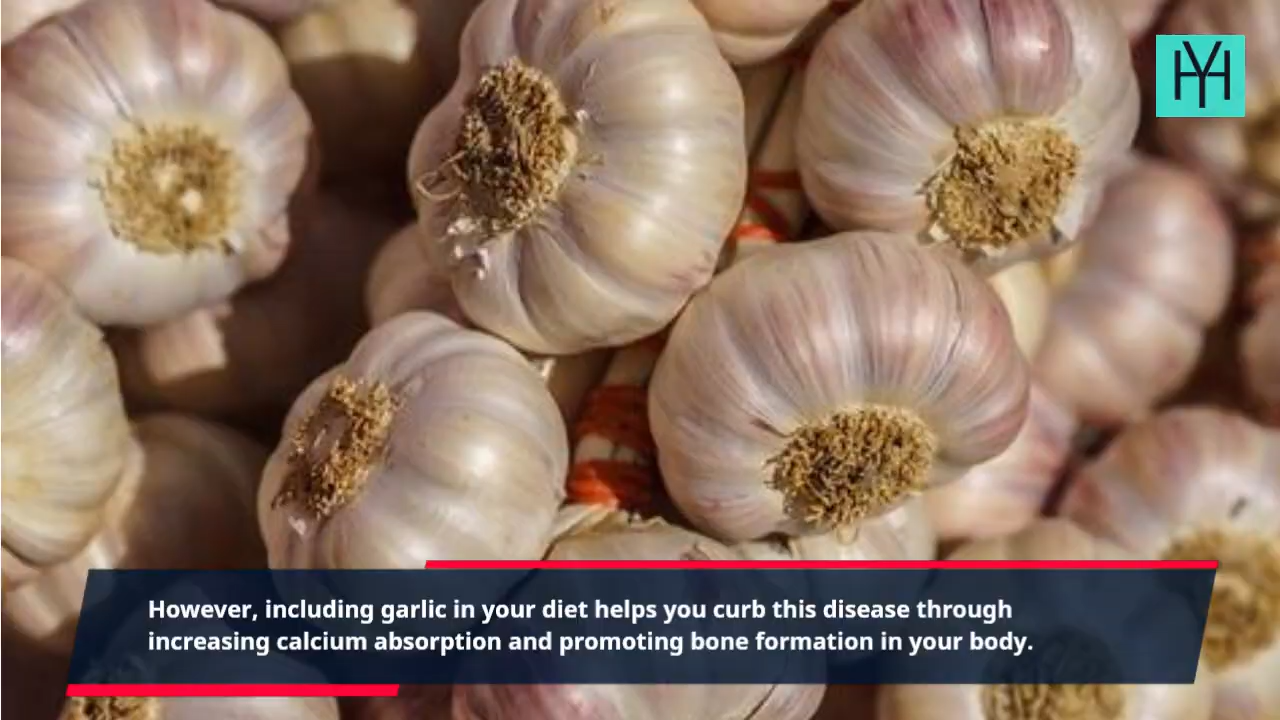 YH
However, including garlic in your diet helps you curb this disease through
increasing calcium absorption and promoting bone formation in your body.